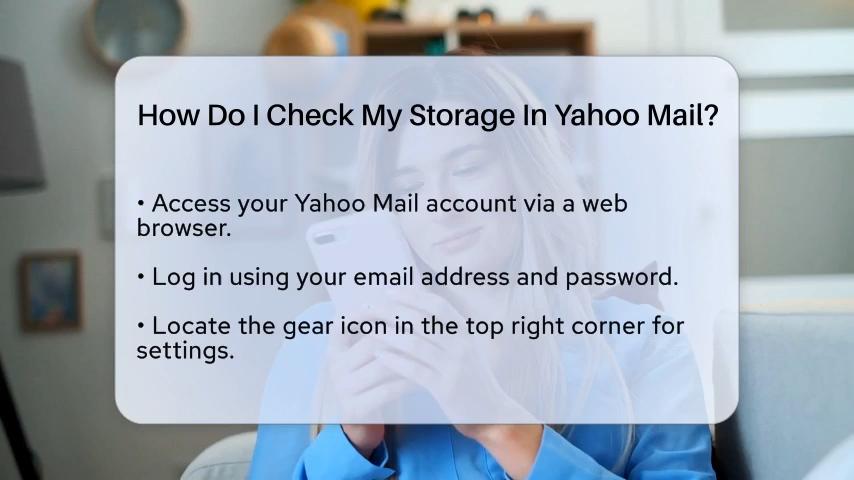 How Do I Check My Storage In Yahoo Mail?
• Access your Yahoo Mail account via a web
browser.
• Log in using your email address and password.
• Locate the gear icon in the top right corner for
settings.